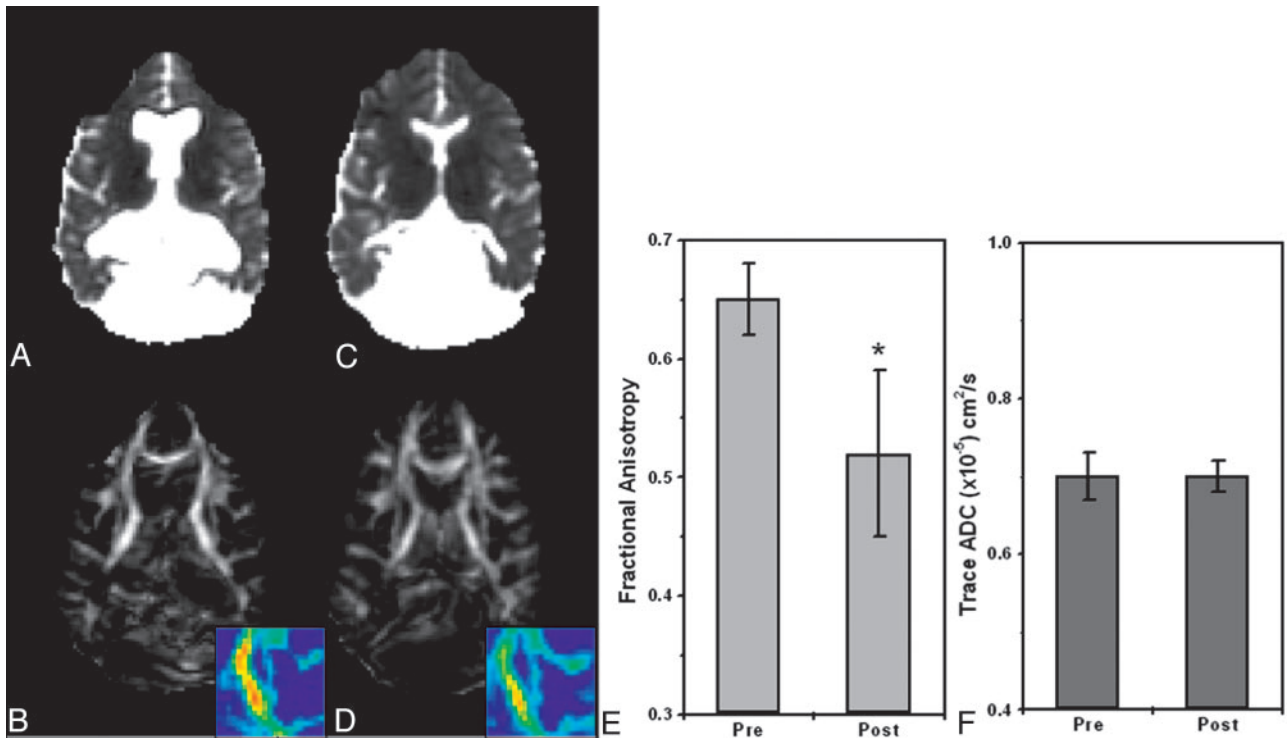 A
C
B
D
E
Fractional Anisotropy
0.7
0.6
0.5
0.4
0.3
*
Pre
Post
F
Trace ADC (x10⁻⁵) cm²/s
1.0
0.8
0.6
0.4
Pre
Post